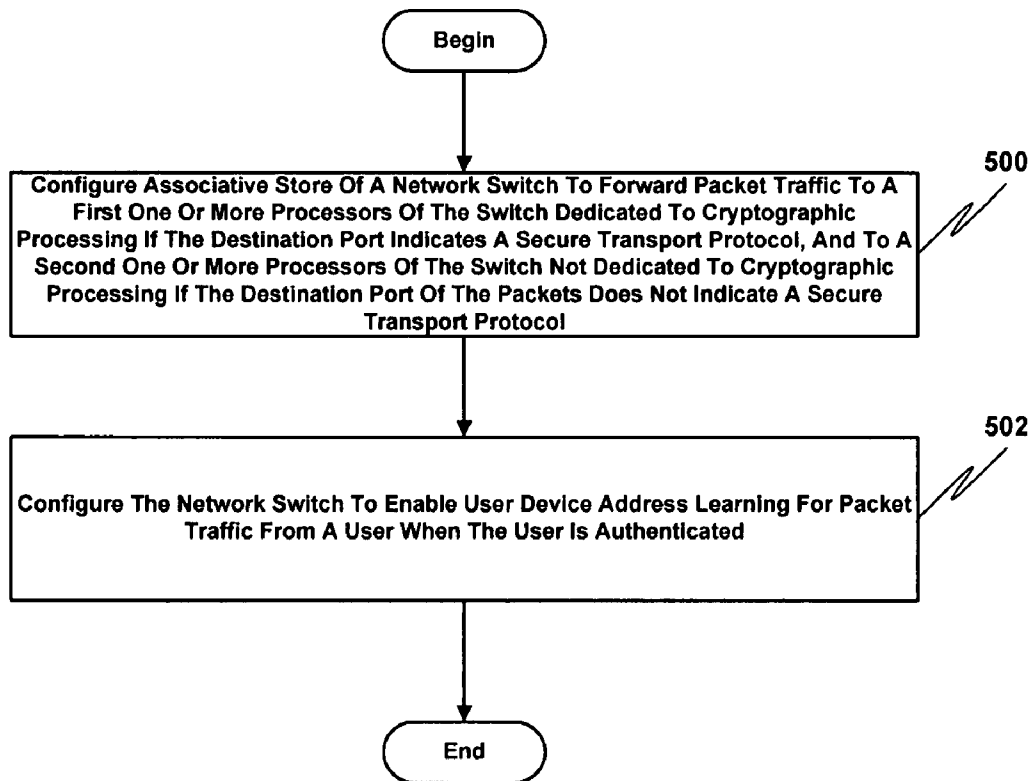 Begin
500
Configure Associative Store Of A Network Switch To Forward Packet Traffic To A
First One Or More Processors Of The Switch Dedicated To Cryptographic
Processing If The Destination Port Indicates A Secure Transport Protocol, And To A
Second One Or More Processors Of The Switch Not Dedicated To Cryptographic
Processing If The Destination Port Of The Packets Does Not Indicate A Secure
Transport Protocol
502
Configure The Network Switch To Enable User Device Address Learning For Packet
Traffic From A User When The User Is Authenticated
End